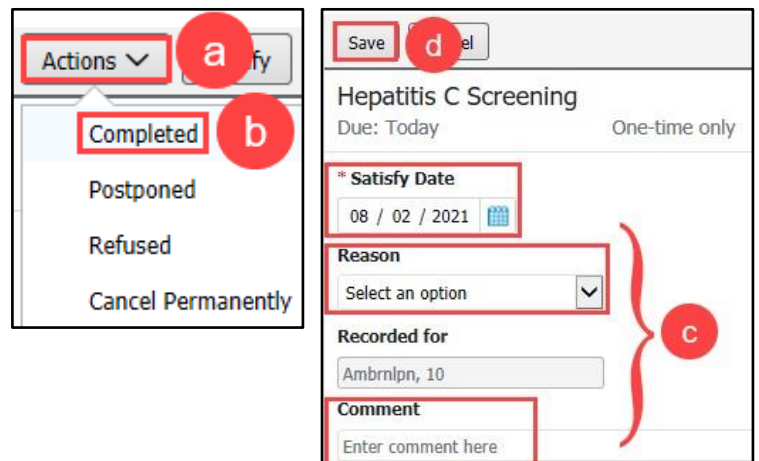 Actions
a
fy
Completed
b
Postponed
Refused
Cancel Permanently
Save
d
el
Hepatitis C Screening
Due: Today One-time only
* Satisfy Date
08 / 02 / 2021
Reason
Select an option
c
Recorded for
Ambrnlpn, 10
Comment
Enter comment here